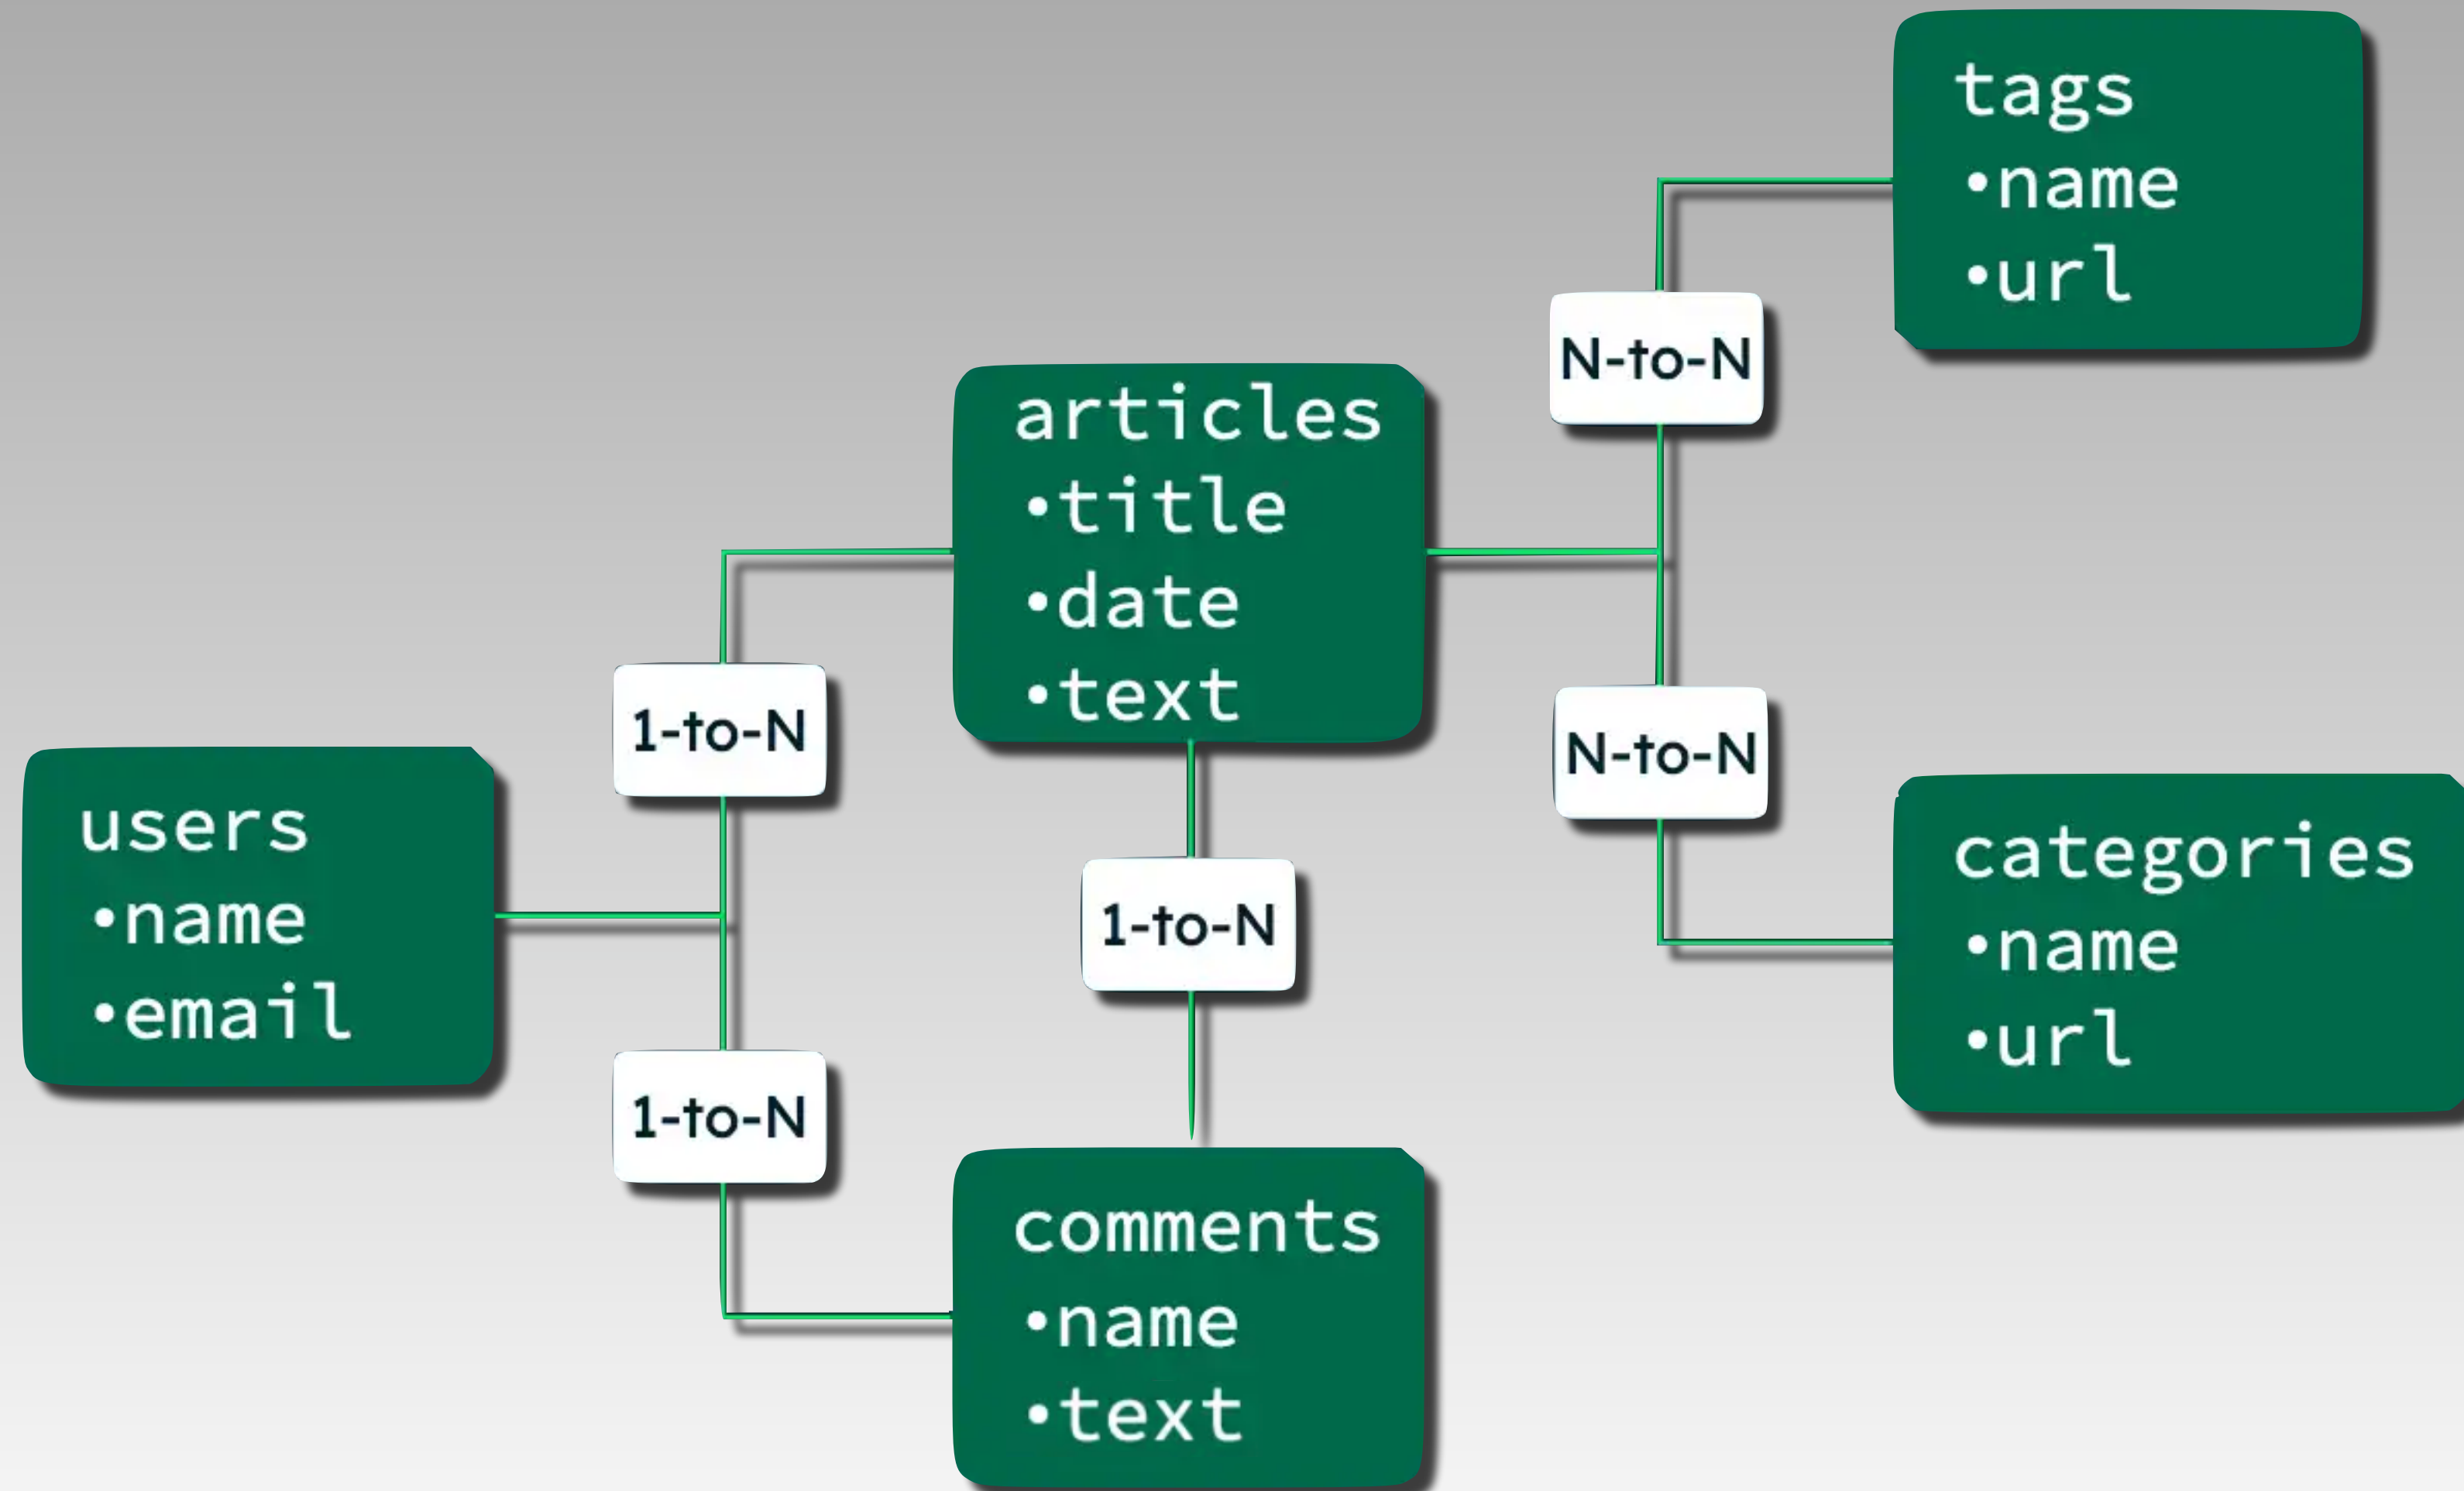 tags
•name
•url
N-to-N
articles
•title
•date
•text
1-to-N
N-to-N
users
•name
•email
1-to-N
categories
•name
•url
1-to-N
comments
•name
•text